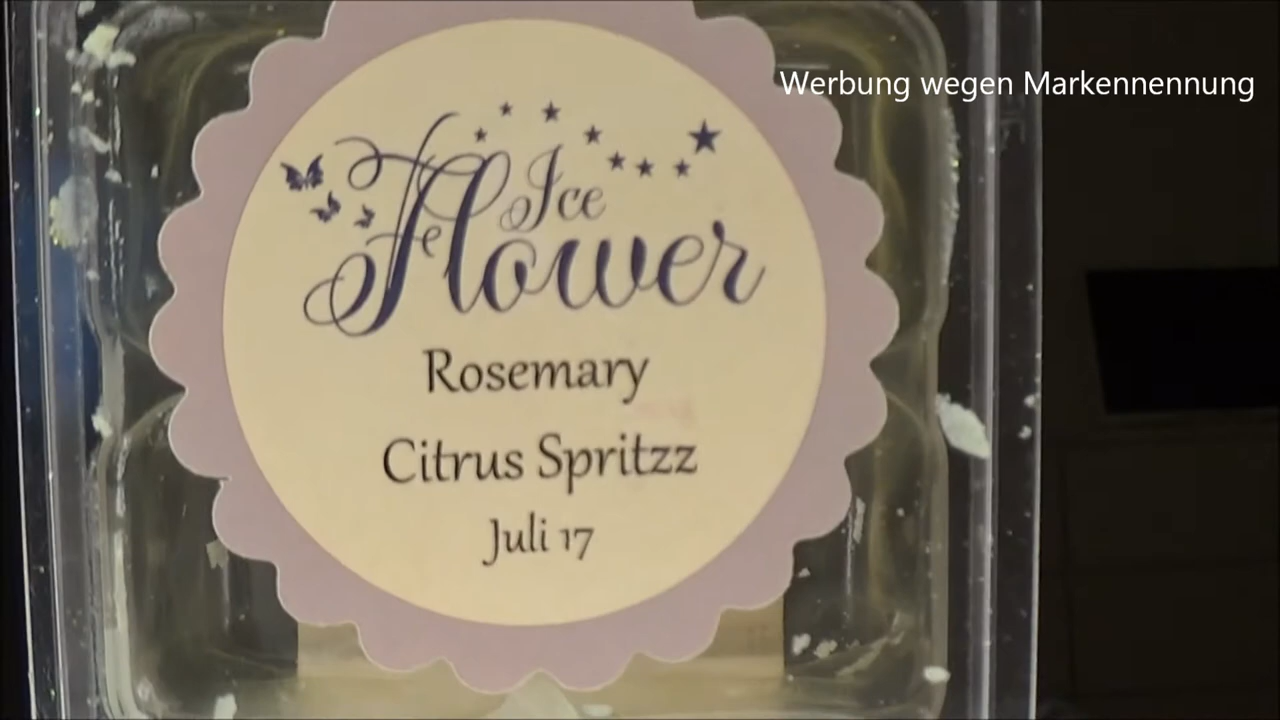 Werbung wegen Markennennung
Ice
Flower
Rosemary
Citrus Spritzz
Juli 17